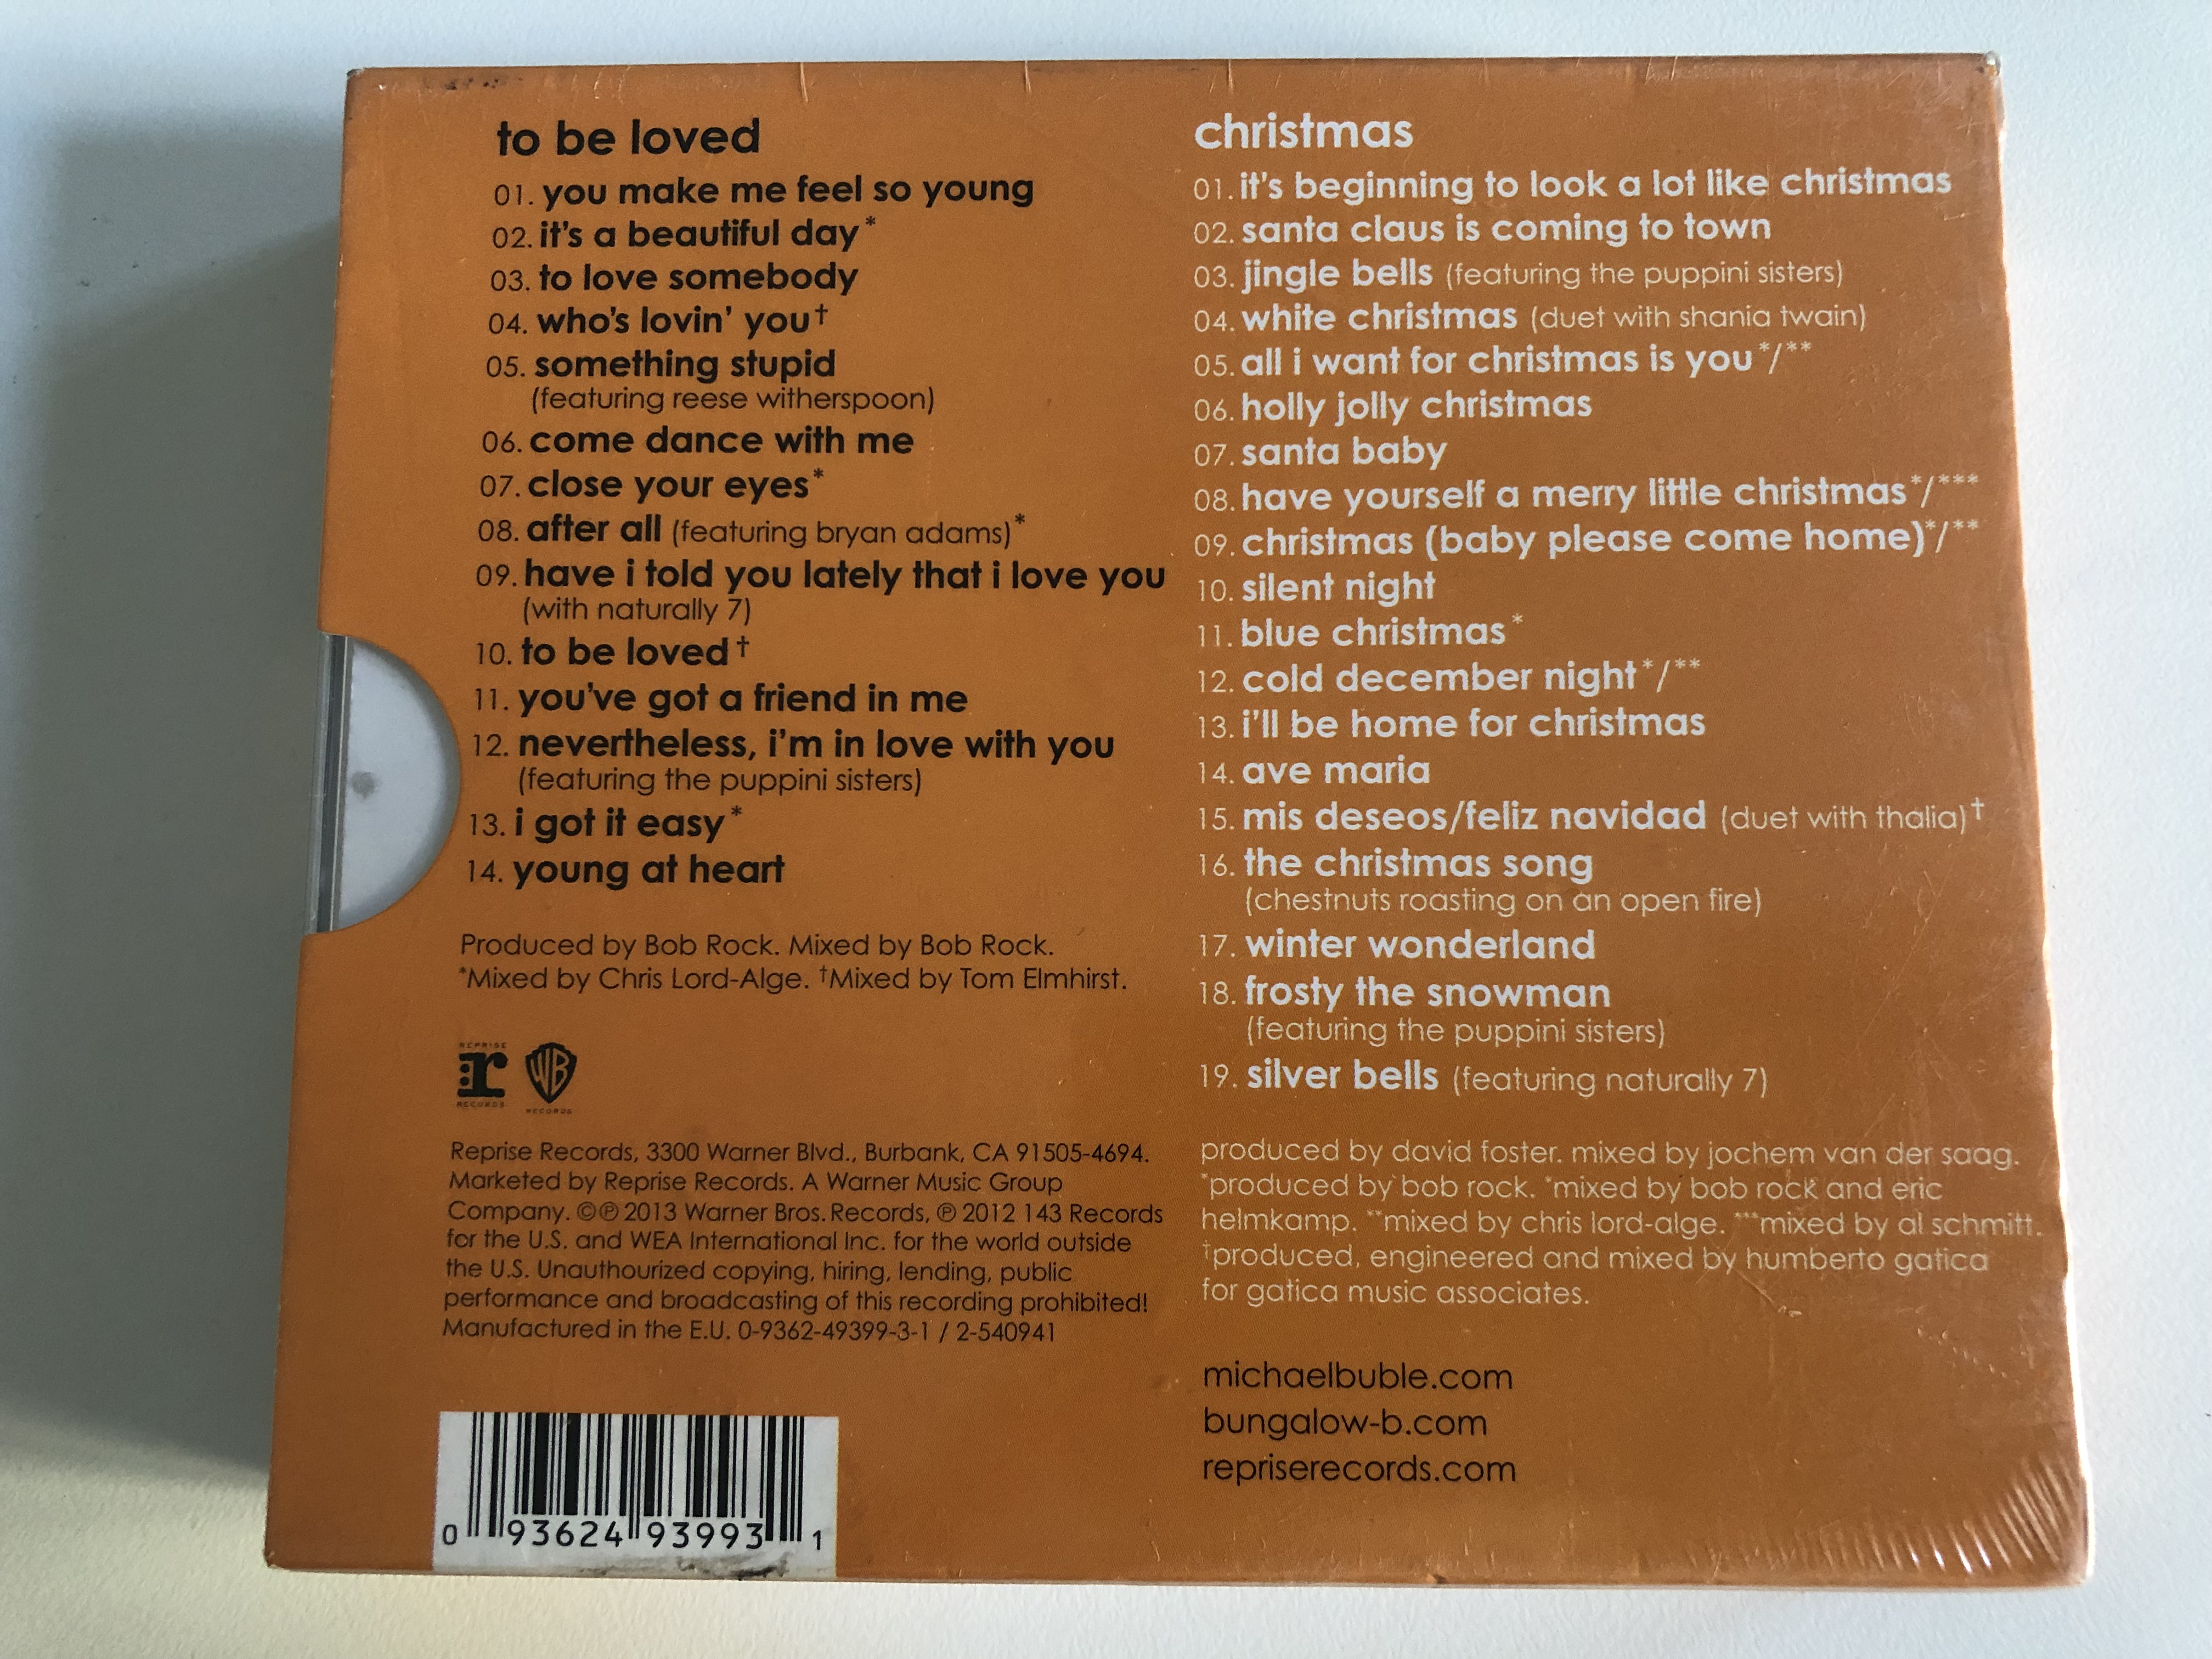 to be loved
01. you make me feel so young
02. it's a beautiful day*
03. to love somebody
04. who's lovin' you†
05. something stupid
(featuring reese witherspoon)
06. come dance with me
07. close your eyes*
08. after all (featuring bryan adams)*
09. have i told you lately that i love you
(with naturally 7)
10. to be loved†
11. you've got a friend in me
12. nevertheless, i'm in love with you
(featuring the puppini sisters)
13. i got it easy*
14. young at heart
Produced by Bob Rock. Mixed by Bob Rock.
*Mixed by Chris Lord-Alge. †Mixed by Tom Elmhirst.
REPRISE
r
RECORDS
WB
RECORDS
Reprise Records, 3300 Warner Blvd., Burbank, CA 91505-4694.
Marketed by Reprise Records. A Warner Music Group
Company. ©℗ 2013 Warner Bros. Records, ℗ 2012 143 Records
for the U.S. and WEA International Inc. for the world outside
the U.S. Unauthourized copying, hiring, lending, public
performance and broadcasting of this recording prohibited!
Manufactured in the E.U. 0-9362-49399-3-1 / 2-540941
0 93624 93993 1
christmas
01. it's beginning to look a lot like christmas
02. santa claus is coming to town
03. jingle bells (featuring the puppini sisters)
04. white christmas (duet with shania twain)
05. all i want for christmas is you*/**
06. holly jolly christmas
07. santa baby
08. have yourself a merry little christmas*/***
09. christmas (baby please come home)*/**
10. silent night
11. blue christmas*
12. cold december night*/**
13. i'll be home for christmas
14. ave maria
15. mis deseos/feliz navidad (duet with thalia)†
16. the christmas song
(chestnuts roasting on an open fire)
17. winter wonderland
18. frosty the snowman
(featuring the puppini sisters)
19. silver bells (featuring naturally 7)
produced by david foster. mixed by jochem van der saag.
*produced by bob rock. *mixed by bob rock and eric
helmkamp. **mixed by chris lord-alge. ***mixed by al schmitt.
†produced, engineered and mixed by humberto gatica
for gatica music associates.
michaelbuble.com
bungalow-b.com
repriserecords.com